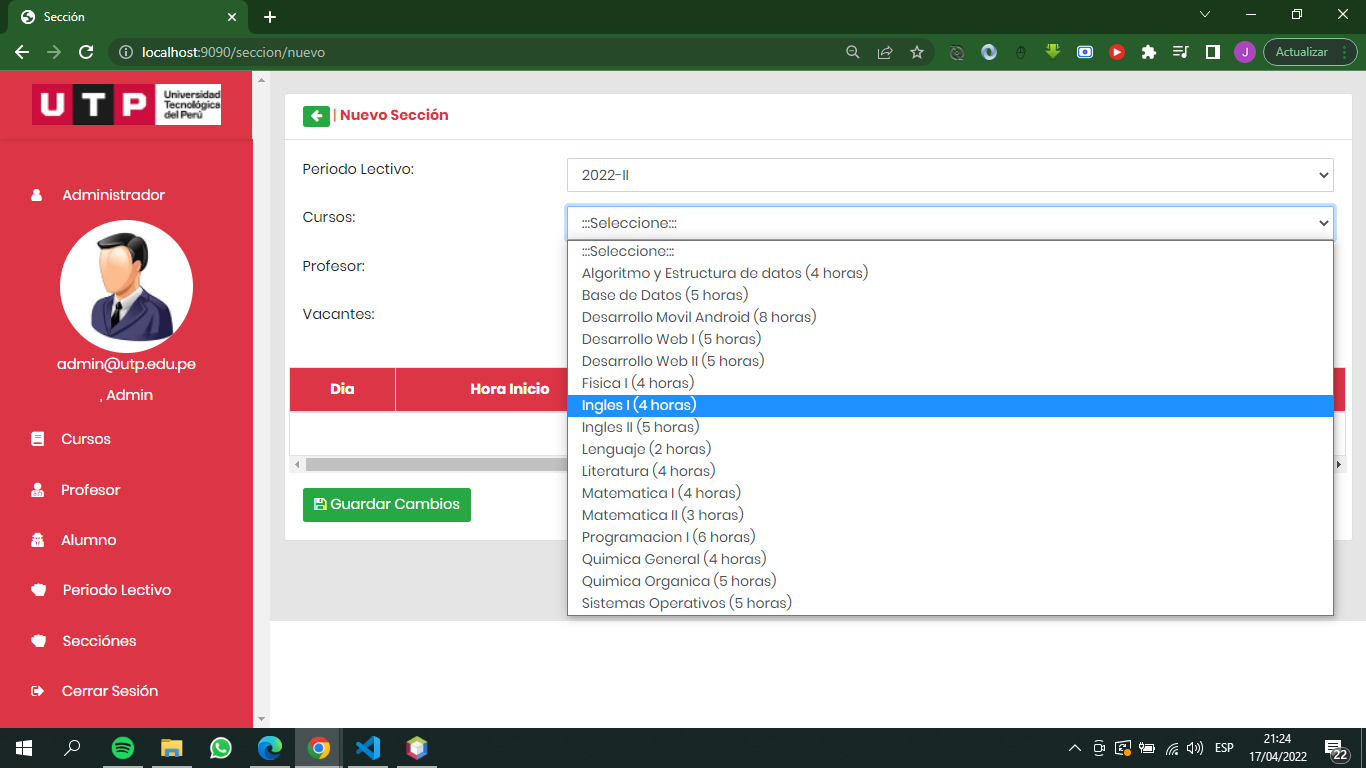 Sección
localhost:9090/seccion/nuevo
J
Actualizar
UTP
Universidad
Tecnológica
del Perú
Administrador
admin@utp.edu.pe
, Admin
Cursos
Profesor
Alumno
Periodo Lectivo
Secciónes
Cerrar Sesión
| Nuevo Sección
Periodo Lectivo:
2022-II
Cursos:
:::Seleccione:::
Profesor:
Vacantes:
:::Seleccione:::
Algoritmo y Estructura de datos (4 horas)
Base de Datos (5 horas)
Desarrollo Movil Android (8 horas)
Desarrollo Web I (5 horas)
Desarrollo Web II (5 horas)
Fisica I (4 horas)
Ingles I (4 horas)
Ingles II (5 horas)
Lenguaje (2 horas)
Literatura (4 horas)
Matematica I (4 horas)
Matematica II (3 horas)
Programacion I (6 horas)
Quimica General (4 horas)
Quimica Organica (5 horas)
Sistemas Operativos (5 horas)
Dia
Hora Inicio
Guardar Cambios
ESP
21:24
17/04/2022
22